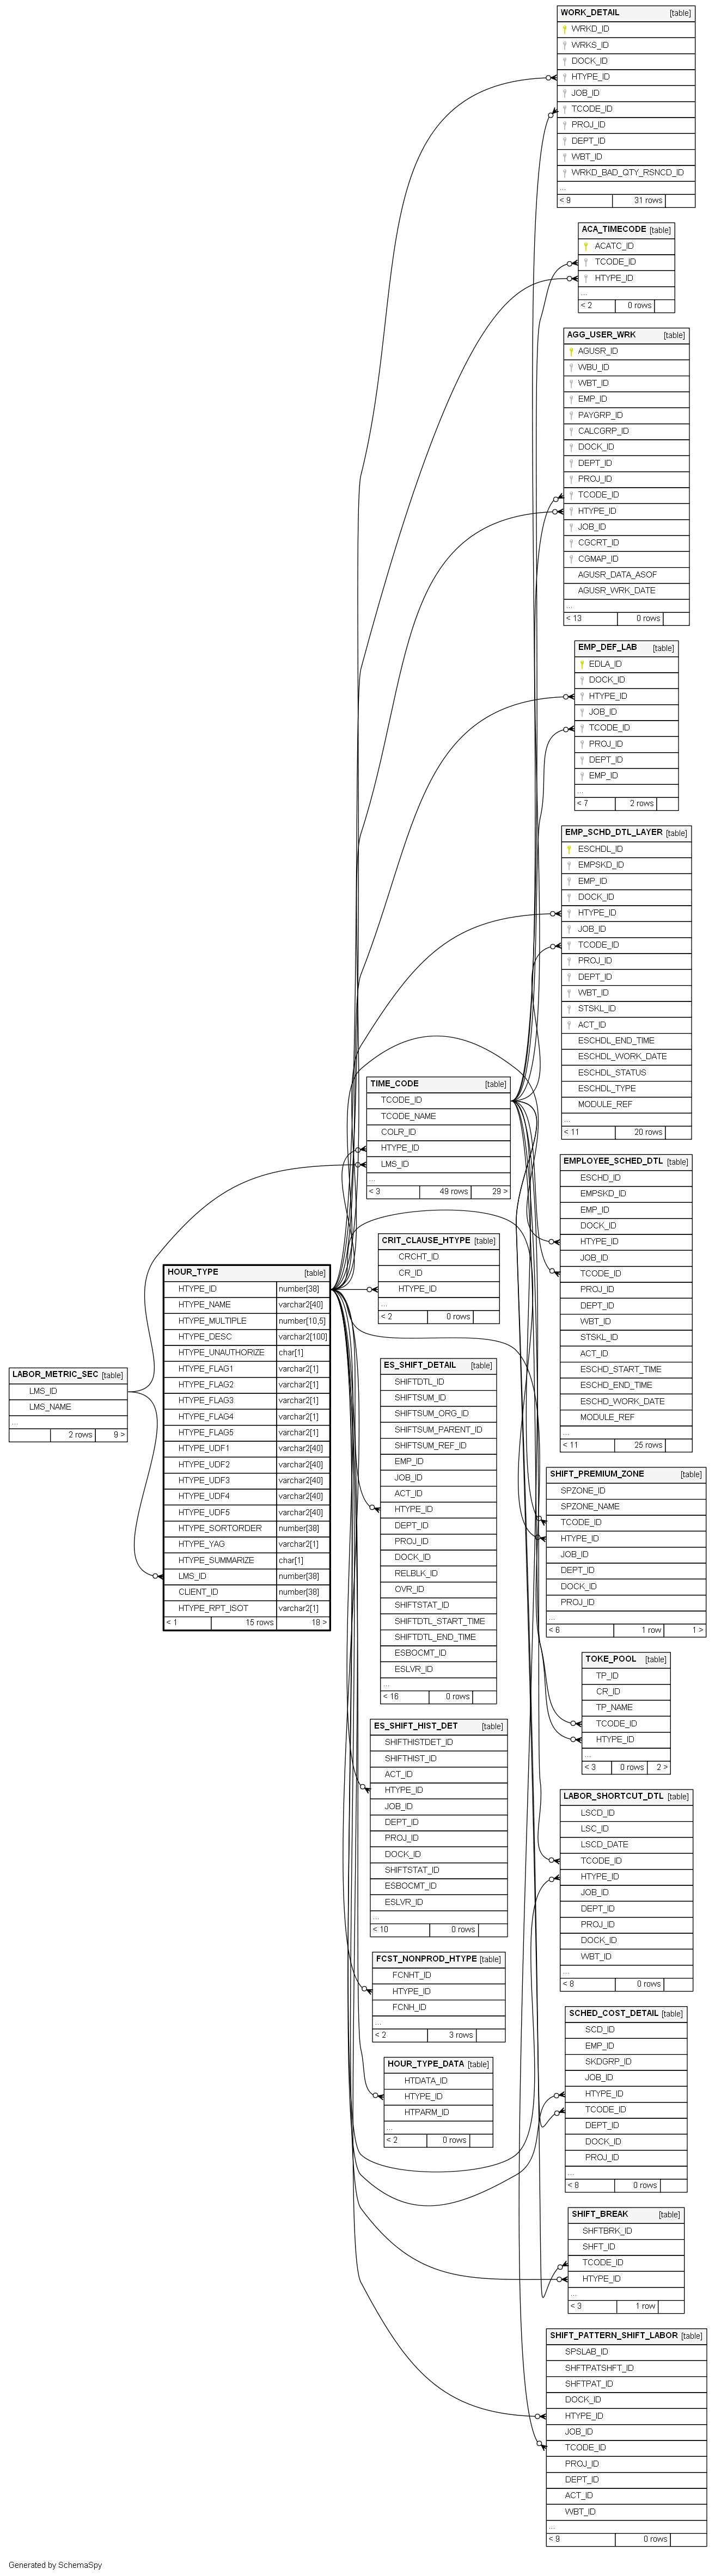 WORK_DETAIL [table]
WRKD_ID
WRKS_ID
DOCK_ID
HTYPE_ID
JOB_ID
TCODE_ID
PROJ_ID
DEPT_ID
WBT_ID
WRKD_BAD_QTY_RSNCD_ID
...
< 9 31 rows
ACA_TIMECODE [table]
ACATC_ID
TCODE_ID
HTYPE_ID
...
< 2 0 rows
AGG_USER_WRK [table]
AGUSR_ID
WBU_ID
WBT_ID
EMP_ID
PAYGRP_ID
CALCGRP_ID
DOCK_ID
DEPT_ID
PROJ_ID
TCODE_ID
HTYPE_ID
JOB_ID
CGCRT_ID
CGMAP_ID
AGUSR_DATA_ASOF
AGUSR_WRK_DATE
...
< 13 0 rows
EMP_DEF_LAB [table]
EDLA_ID
DOCK_ID
HTYPE_ID
JOB_ID
TCODE_ID
PROJ_ID
DEPT_ID
EMP_ID
...
< 7 2 rows
EMP_SCHD_DTL_LAYER [table]
ESCHDL_ID
EMPSKD_ID
EMP_ID
DOCK_ID
HTYPE_ID
JOB_ID
TCODE_ID
PROJ_ID
DEPT_ID
WBT_ID
STSKL_ID
ACT_ID
ESCHDL_END_TIME
ESCHDL_WORK_DATE
ESCHDL_STATUS
ESCHDL_TYPE
MODULE_REF
...
< 11 20 rows
TIME_CODE [table]
TCODE_ID
TCODE_NAME
COLR_ID
HTYPE_ID
LMS_ID
...
< 3 49 rows 29 >
EMPLOYEE_SCHED_DTL [table]
ESCHD_ID
EMPSKD_ID
EMP_ID
DOCK_ID
HTYPE_ID
JOB_ID
TCODE_ID
PROJ_ID
DEPT_ID
WBT_ID
STSKL_ID
ACT_ID
ESCHD_START_TIME
ESCHD_END_TIME
ESCHD_WORK_DATE
MODULE_REF
...
< 11 25 rows
CRIT_CLAUSE_HTYPE [table]
CRCHT_ID
CR_ID
HTYPE_ID
...
< 2 0 rows
HOUR_TYPE [table]
HTYPE_ID number[38]
HTYPE_NAME varchar2[40]
HTYPE_MULTIPLE number[10,5]
HTYPE_DESC varchar2[100]
HTYPE_UNAUTHORIZE char[1]
HTYPE_FLAG1 varchar2[1]
HTYPE_FLAG2 varchar2[1]
HTYPE_FLAG3 varchar2[1]
HTYPE_FLAG4 varchar2[1]
HTYPE_FLAG5 varchar2[1]
HTYPE_UDF1 varchar2[40]
HTYPE_UDF2 varchar2[40]
HTYPE_UDF3 varchar2[40]
HTYPE_UDF4 varchar2[40]
HTYPE_UDF5 varchar2[40]
HTYPE_SORTORDER number[38]
HTYPE_YAG varchar2[1]
HTYPE_SUMMARIZE char[1]
LMS_ID number[38]
CLIENT_ID number[38]
HTYPE_RPT_ISOT varchar2[1]
< 1 15 rows 18 >
LABOR_METRIC_SEC [table]
LMS_ID
LMS_NAME
...
2 rows 9 >
ES_SHIFT_DETAIL [table]
SHIFTDTL_ID
SHIFTSUM_ID
SHIFTSUM_ORG_ID
SHIFTSUM_PARENT_ID
SHIFTSUM_REF_ID
EMP_ID
JOB_ID
ACT_ID
HTYPE_ID
DEPT_ID
PROJ_ID
DOCK_ID
RELBLK_ID
OVR_ID
SHIFTSTAT_ID
SHIFTDTL_START_TIME
SHIFTDTL_END_TIME
ESBOCMT_ID
ESLVR_ID
...
< 16 0 rows
SHIFT_PREMIUM_ZONE [table]
SPZONE_ID
SPZONE_NAME
TCODE_ID
HTYPE_ID
JOB_ID
DEPT_ID
DOCK_ID
PROJ_ID
...
< 6 1 row 1 >
TOKE_POOL [table]
TP_ID
CR_ID
TP_NAME
TCODE_ID
HTYPE_ID
...
< 3 0 rows 2 >
ES_SHIFT_HIST_DET [table]
SHIFTHISTDET_ID
SHIFTHIST_ID
ACT_ID
HTYPE_ID
JOB_ID
DEPT_ID
PROJ_ID
DOCK_ID
SHIFTSTAT_ID
ESBOCMT_ID
ESLVR_ID
...
< 10 0 rows
LABOR_SHORTCUT_DTL [table]
LSCD_ID
LSC_ID
LSCD_DATE
TCODE_ID
HTYPE_ID
JOB_ID
DEPT_ID
PROJ_ID
DOCK_ID
WBT_ID
...
< 8 0 rows
FCST_NONPROD_HTYPE [table]
FCNHT_ID
HTYPE_ID
FCNH_ID
...
< 2 3 rows
SCHED_COST_DETAIL [table]
SCD_ID
EMP_ID
SKDGRP_ID
JOB_ID
HTYPE_ID
TCODE_ID
DEPT_ID
DOCK_ID
PROJ_ID
...
< 8 0 rows
HOUR_TYPE_DATA [table]
HTDATA_ID
HTYPE_ID
HTPARM_ID
...
< 2 0 rows
SHIFT_BREAK [table]
SHFTBRK_ID
SHFT_ID
TCODE_ID
HTYPE_ID
...
< 3 1 row
SHIFT_PATTERN_SHIFT_LABOR [table]
SPSLAB_ID
SHFTPATSHFT_ID
SHFTPAT_ID
DOCK_ID
HTYPE_ID
JOB_ID
TCODE_ID
PROJ_ID
DEPT_ID
ACT_ID
WBT_ID
...
< 9 0 rows
Generated by SchemaSpy